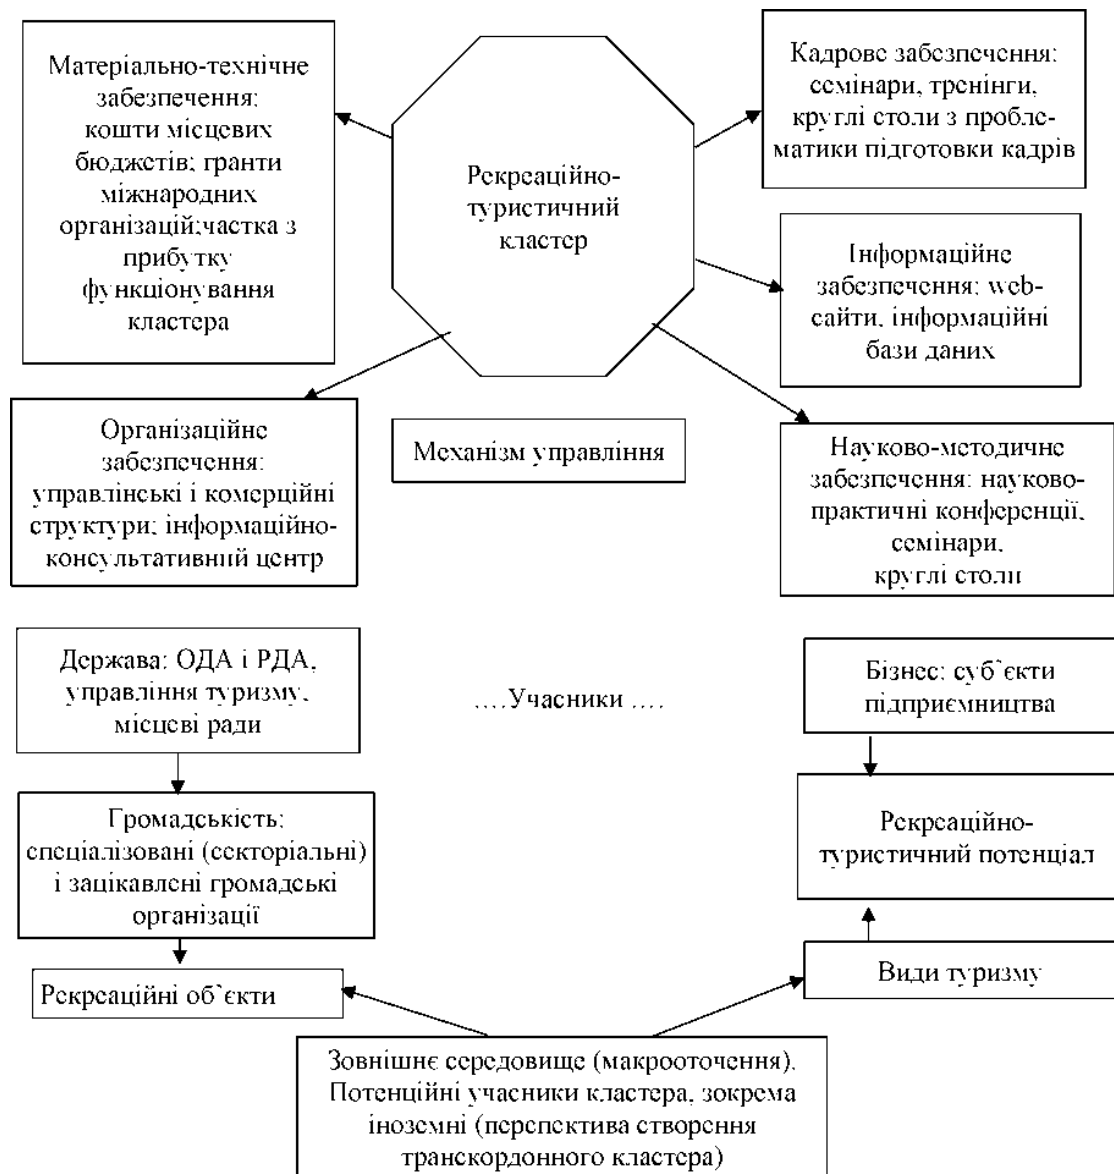 Матеріально-технічне
забезпечення:
кошти місцевих
бюджетів; гранти
міжнародних
організацій;частка з
прибутку
функціонування
кластера
Рекреаційно-
туристичний
кластер
Кадрове забезпечення:
семінари, тренінги,
круглі столи з пробле-
матики підготовки кадрів
Інформаційне
забезпечення: web-
сайти, інформаційні
бази даних
Організаційне
забезпечення:
управлінські і комерційні
структури; інформаційно-
консультативний центр
Механізм управління
Науково-методичне
забезпечення: науково-
практичні конференції,
семінари,
круглі столи
Держава: ОДА і РДА,
управління туризму,
місцеві ради
….Учасники ….
Бізнес: суб`єкти
підприємництва
Громадськість:
спеціалізовані (секторіальні)
і зацікавлені громадські
організації
Рекреаційно-
туристичний потенціал
Рекреаційні об`єкти
Види туризму
Зовнішнє середовище (макрооточення).
Потенційні учасники кластера, зокрема
іноземні (перспектива створення
транскордонного кластера)